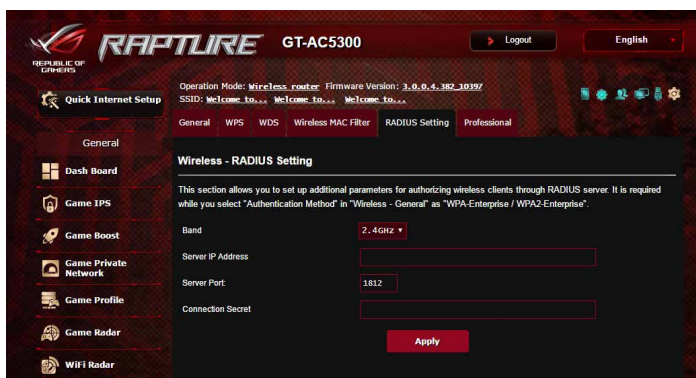 REPUBLIC OF
GAMERS
RAPTURE
GT-AC5300
Logout
English
Operation Mode: Wireless router Firmware Version: 3.0.0.4.382_10397
SSID: Welcome to... Welcome to... Welcome to...
Quick Internet Setup
General
Dash Board
Game IPS
Game Boost
Game Private
Network
Game Profile
Game Radar
WiFi Radar
General WPS WDS Wireless MAC Filter RADIUS Setting Professional
Wireless - RADIUS Setting
This section allows you to set up additional parameters for authorizing wireless clients through RADIUS server. It is required
while you select "Authentication Method" in "Wireless - General" as "WPA-Enterprise / WPA2-Enterprise".
Band 2.4GHz
Server IP Address
Server Port 1812
Connection Secret
Apply